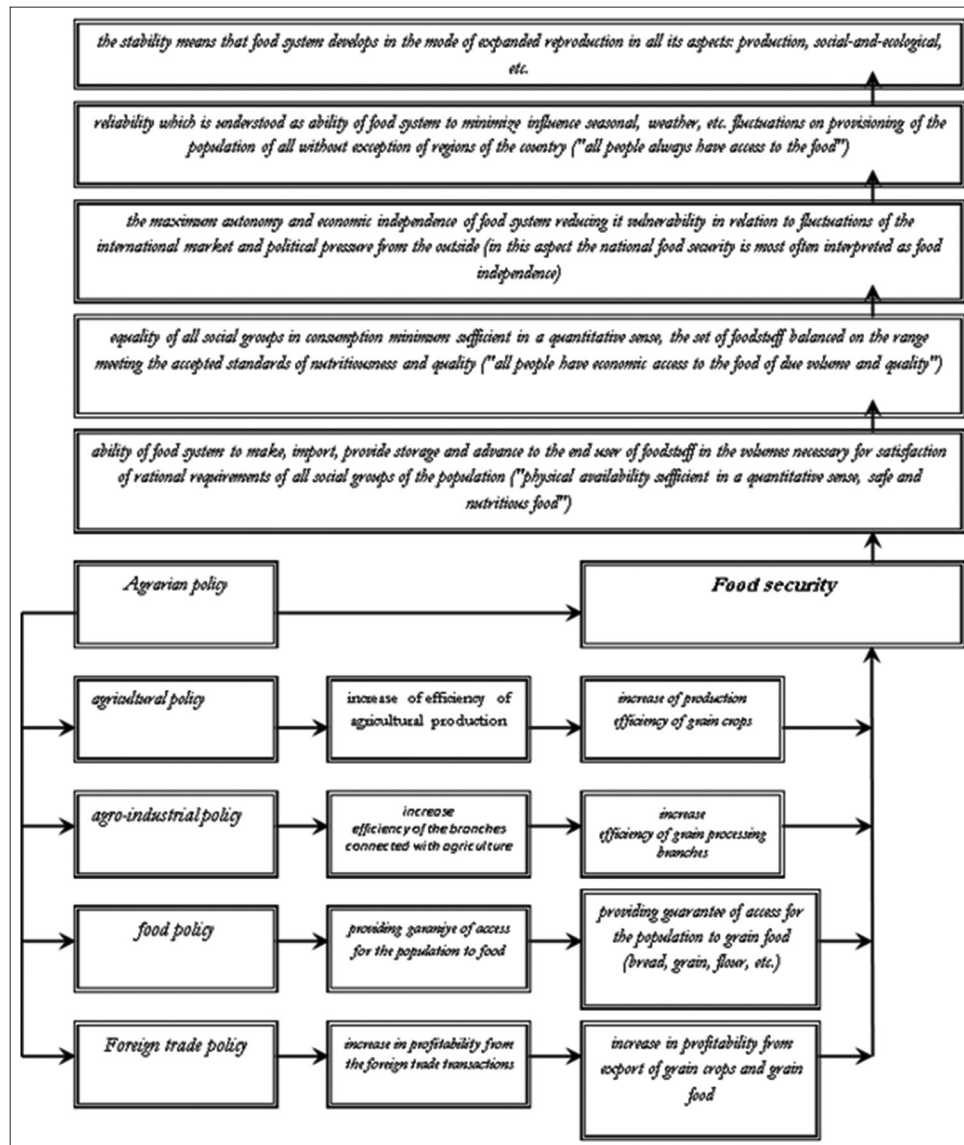 the stability means that food system develops in the mode of expanded reproduction in all its aspects: production, social-and-ecological,
etc.
reliability which is understood as ability of food system to minimize influence seasonal, weather, etc. fluctuations on provisioning of the
population of all without exception of regions of the country ("all people always have access to the food")
the maximum autonomy and economic independence of food system reducing it vulnerability in relation to fluctuations of the
international market and political pressure from the outside (in this aspect the national food security is most often interpreted as food
independence)
equality of all social groups in consumption minimum sufficient in a quantitative sense, the set of foodstuff balanced on the range
meeting the accepted standards of nutritiousness and quality ("all people have economic access to the food of due volume and quality")
ability of food system to make, import, provide storage and advance to the end user of foodstuff in the volumes necessary for satisfaction
of rational requirements of all social groups of the population ("physical availability sufficient in a quantitative sense, safe and
nutritious food")
Agrarian policy
Food security
agricultural policy
increase of efficiency of
agricultural production
increase of production
efficiency of grain crops
agro-industrial policy
increase
efficiency of the branches
connected with agriculture
increase
efficiency of grain processing
branches
food policy
providing garaniye of access
for the population to food
providing guarantee of access for
the population to grain food
(bread, grain, flour, etc.)
Foreign trade policy
increase in profitability from
the foreign trade transactions
increase in profitability from
export of grain crops and grain
food